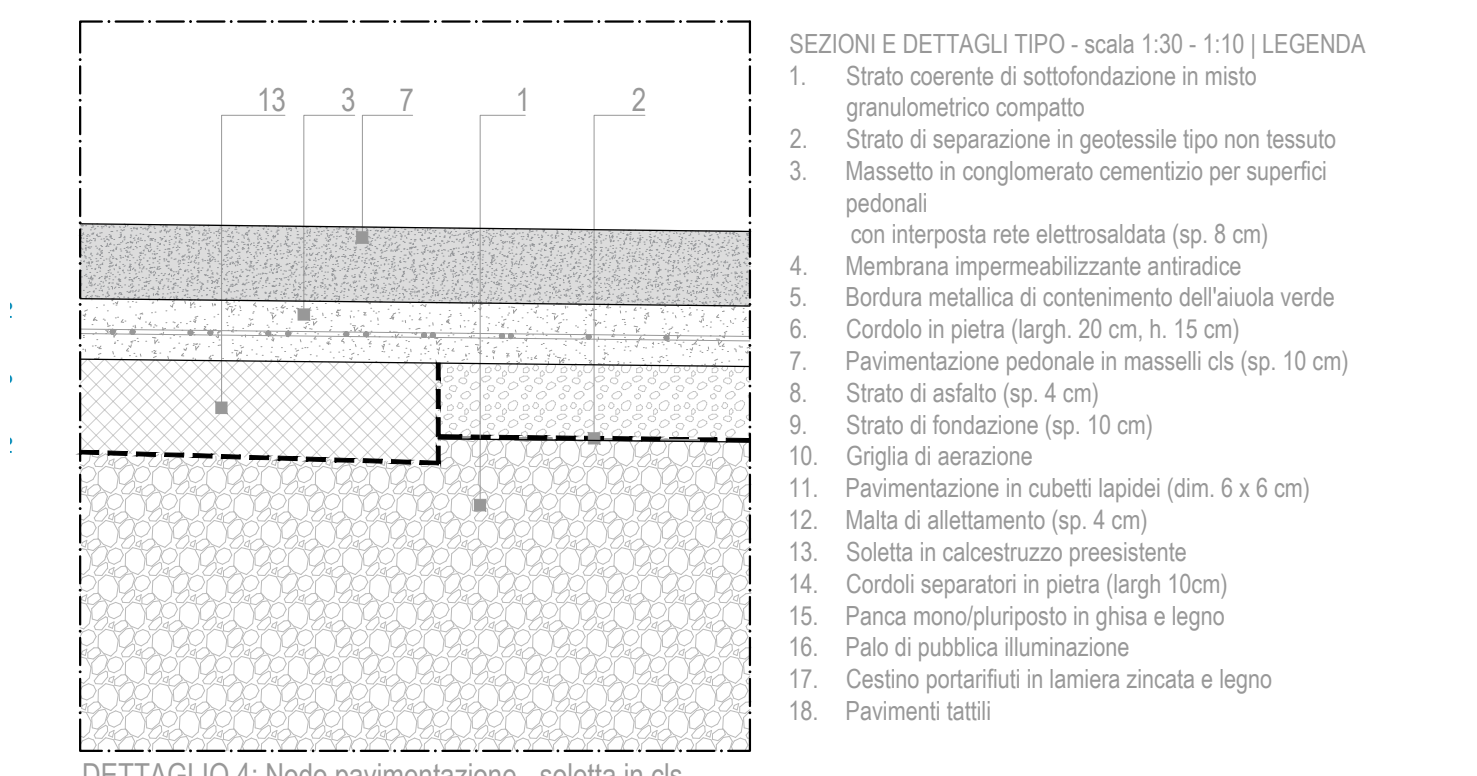 13 3 7 1 2
SEZIONI E DETTAGLI TIPO - scala 1:30 - 1:10 | LEGENDA
1. Strato coerente di sottofondazione in misto
granulometrico compatto
2. Strato di separazione in geotessile tipo non tessuto
3. Massetto in conglomerato cementizio per superfici
pedonali
con interposta rete elettrosaldata (sp. 8 cm)
4. Membrana impermeabilizzante antiradice
5. Bordura metallica di contenimento dell'aiuola verde
6. Cordolo in pietra (largh. 20 cm, h. 15 cm)
7. Pavimentazione pedonale in masselli cls (sp. 10 cm)
8. Strato di asfalto (sp. 4 cm)
9. Strato di fondazione (sp. 10 cm)
10. Griglia di aerazione
11. Pavimentazione in cubetti lapidei (dim. 6 x 6 cm)
12. Malta di allettamento (sp. 4 cm)
13. Soletta in calcestruzzo preesistente
14. Cordoli separatori in pietra (largh 10cm)
15. Panca mono/pluriposto in ghisa e legno
16. Palo di pubblica illuminazione
17. Cestino portarifiuti in lamiera zincata e legno
18. Pavimenti tattili
DETTAGLIO 4: Nodo pavimentazione - soletta in cls